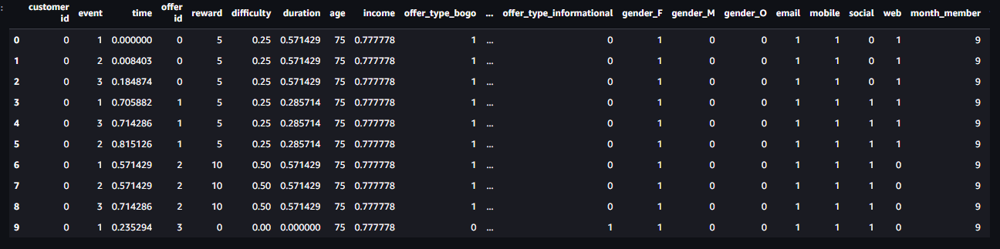 :
customer id event time offer id reward difficulty duration age income offer_type_bogo ... offer_type_informational gender_F gender_M gender_O email mobile social web month_member
0 0 1 0.000000 0 5 0.25 0.571429 75 0.777778 1 ... 0 1 0 0 1 1 0 1 9
1 0 2 0.008403 0 5 0.25 0.571429 75 0.777778 1 ... 0 1 0 0 1 1 0 1 9
2 0 3 0.184874 0 5 0.25 0.571429 75 0.777778 1 ... 0 1 0 0 1 1 0 1 9
3 0 1 0.705882 1 5 0.25 0.285714 75 0.777778 1 ... 0 1 0 0 1 1 1 1 9
4 0 3 0.714286 1 5 0.25 0.285714 75 0.777778 1 ... 0 1 0 0 1 1 1 1 9
5 0 2 0.815126 1 5 0.25 0.285714 75 0.777778 1 ... 0 1 0 0 1 1 1 1 9
6 0 1 0.571429 2 10 0.50 0.571429 75 0.777778 1 ... 0 1 0 0 1 1 1 0 9
7 0 2 0.571429 2 10 0.50 0.571429 75 0.777778 1 ... 0 1 0 0 1 1 1 0 9
8 0 3 0.714286 2 10 0.50 0.571429 75 0.777778 1 ... 0 1 0 0 1 1 1 0 9
9 0 1 0.235294 3 0 0.00 0.000000 75 0.777778 0 ... 1 1 0 0 1 1 1 0 9